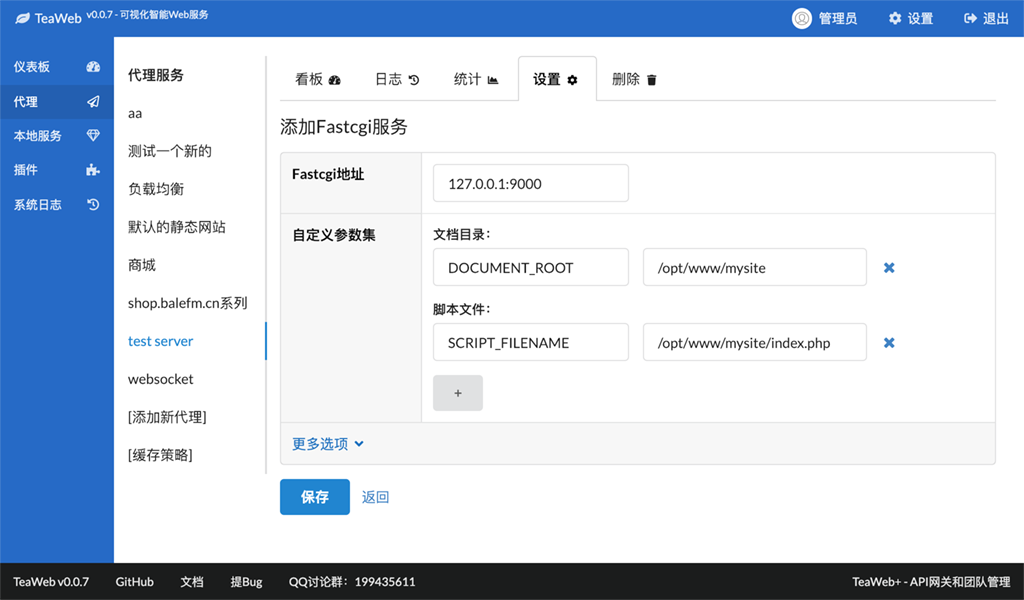 TeaWeb v0.0.7 - 可视化智能Web服务
管理员 设置 退出
仪表板
代理
本地服务
插件
系统日志
代理服务
aa
测试一个新的
负载均衡
默认的静态网站
商城
shop.balefm.cn系列
test server
websocket
[添加新代理]
[缓存策略]
看板 日志 统计 设置 删除
添加Fastcgi服务
Fastcgi地址 127.0.0.1:9000
自定义参数集 文档目录：
DOCUMENT_ROOT /opt/www/mysite
脚本文件：
SCRIPT_FILENAME /opt/www/mysite/index.php
+
更多选项
保存 返回
TeaWeb v0.0.7 GitHub 文档 提Bug QQ讨论群：199435611 TeaWeb+ - API网关和团队管理